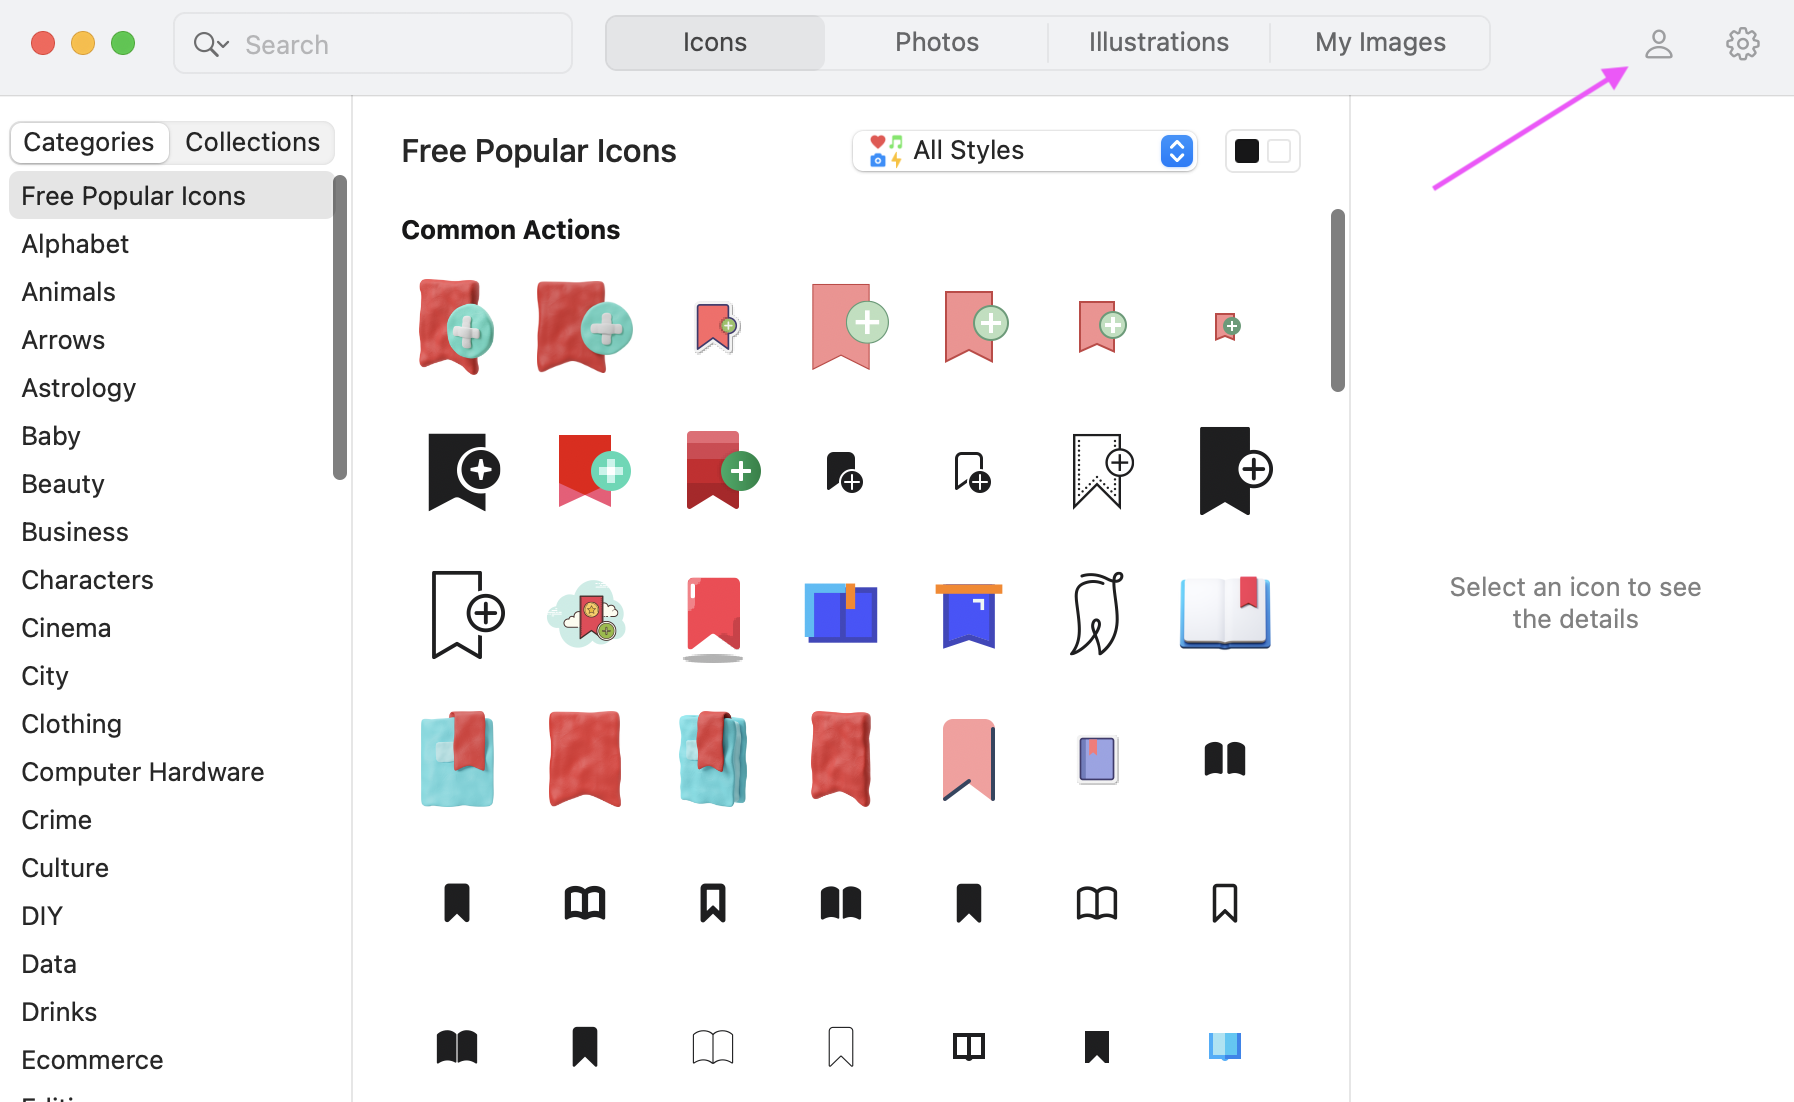 Search
Icons
Photos
Illustrations
My Images
Categories
Collections
Free Popular Icons
Alphabet
Animals
Arrows
Astrology
Baby
Beauty
Business
Characters
Cinema
City
Clothing
Computer Hardware
Crime
Culture
DIY
Data
Drinks
Ecommerce
Free Popular Icons
All Styles
Common Actions
Select an icon to see
the details